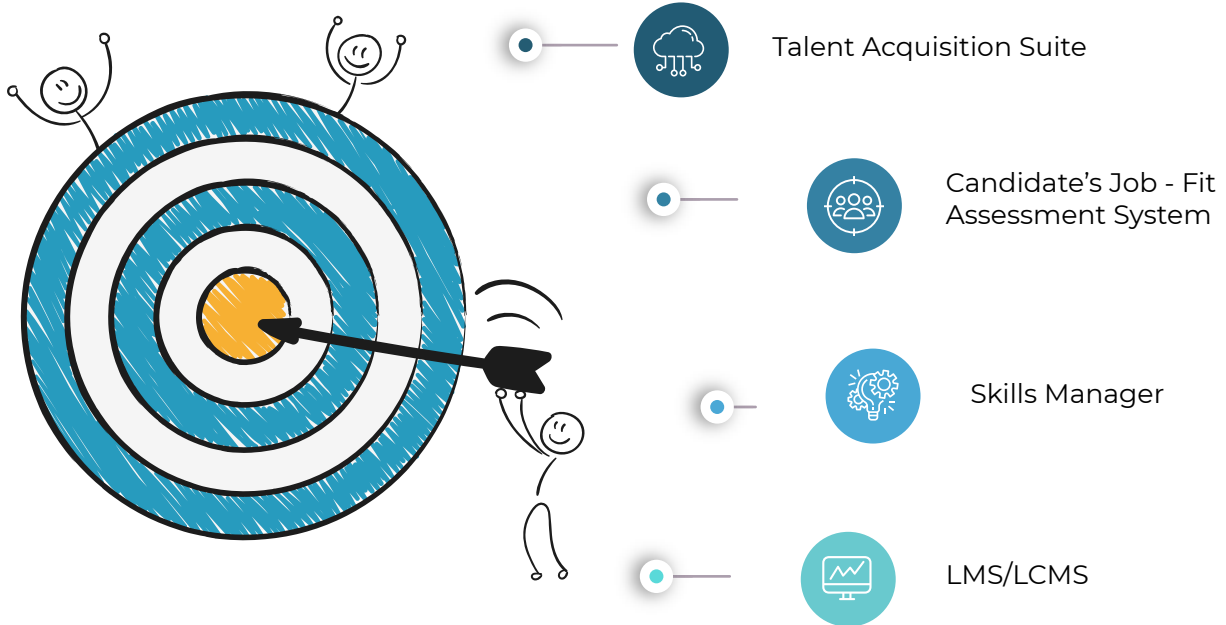 Talent Acquisition Suite
Candidate’s Job - Fit
Assessment System
Skills Manager
LMS/LCMS